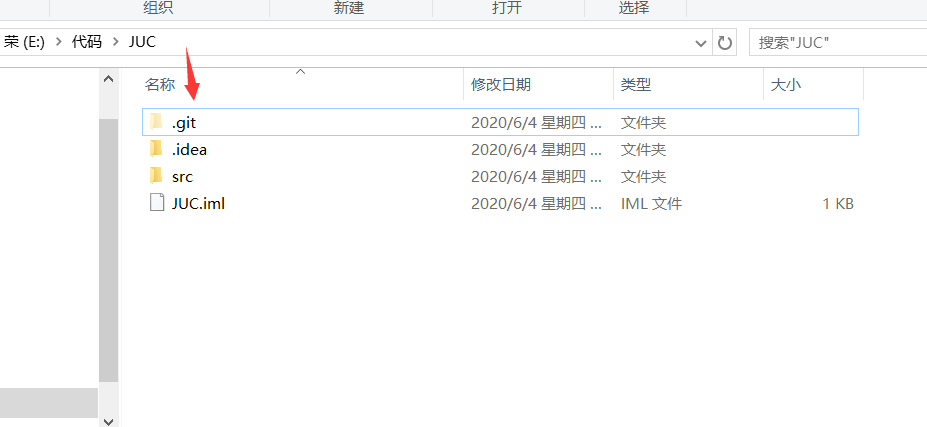 组织 新建 打开 选择
荣 (E:) > 代码 > JUC 搜索"JUC"
名称 修改日期 类型 大小
.git 2020/6/4 星期四 ... 文件夹
.idea 2020/6/4 星期四 ... 文件夹
src 2020/6/4 星期四 ... 文件夹
JUC.iml 2020/6/4 星期四 ... IML 文件 1 KB